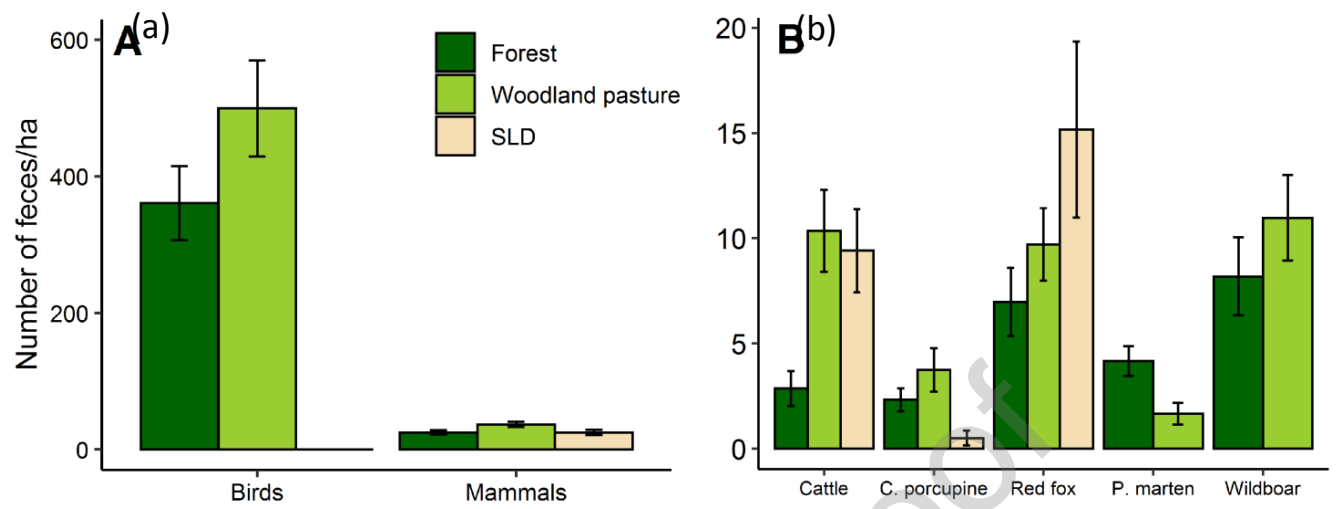 A(a)
Forest
Woodland pasture
SLD
Number of feces/ha
600
400
200
0
Birds
Mammals
B(b)
20
15
10
5
0
Cattle
C. porcupine
Red fox
P. marten
Wildboar